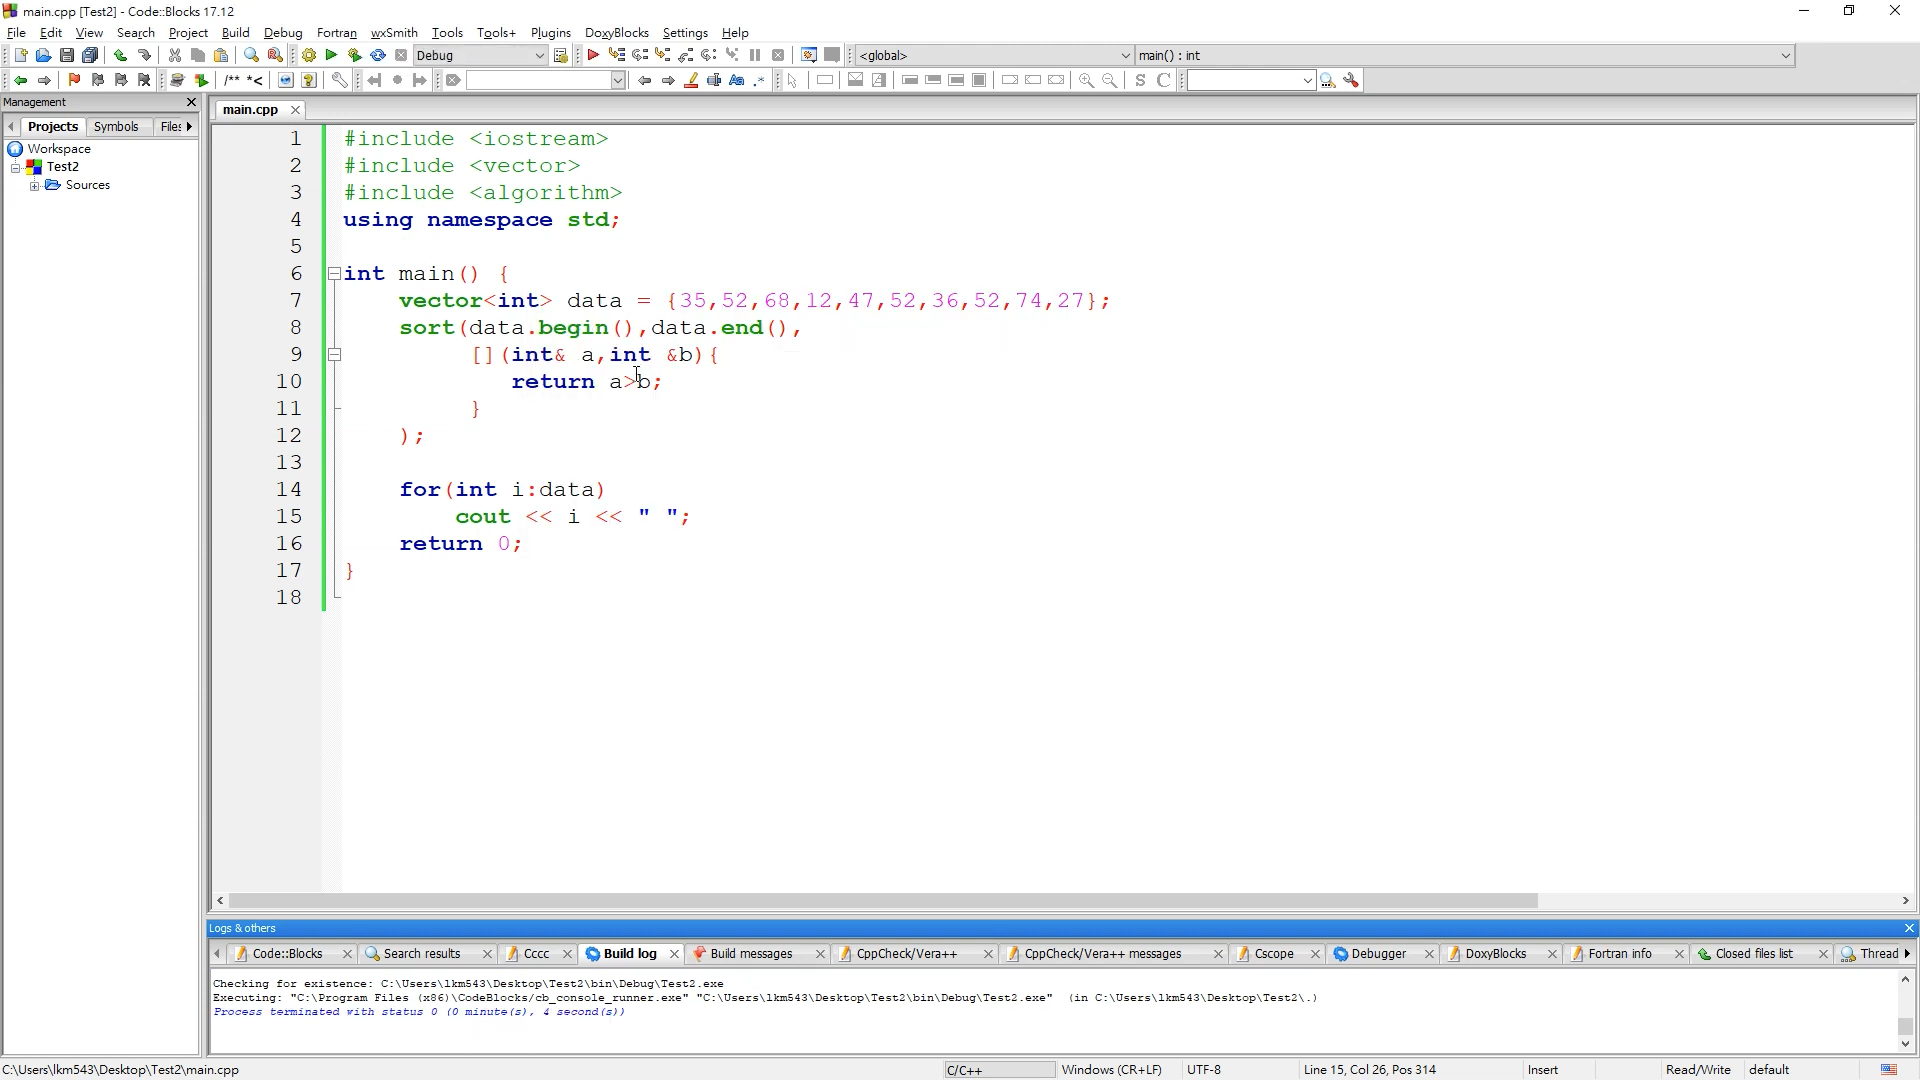 main.cpp [Test2] - Code::Blocks 17.12
File Edit View Search Project Build Debug Fortran wxSmith Tools Tools+ Plugins DoxyBlocks Settings Help
Debug <global> main() : int
/** *< Aa .* S C
Management
main.cpp
Projects Symbols Files
Workspace
Test2
Sources
1 #include <iostream>
2 #include <vector>
3 #include <algorithm>
4 using namespace std;
5
6 int main() {
7 vector<int> data = {35,52,68,12,47,52,36,52,74,27};
8 sort(data.begin(),data.end(),
9 [](int& a,int &b){
10 return a>b;
11 }
12 );
13
14 for(int i:data)
15 cout << i << " ";
16 return 0;
17 }
18
Logs & others
Code::Blocks Search results Cccc Build log Build messages CppCheck/Vera++ CppCheck/Vera++ messages Cscope Debugger DoxyBlocks Fortran info Closed files list Thread
Checking for existence: C:\Users\lkm543\Desktop\Test2\bin\Debug\Test2.exe
Executing: "C:\Program Files (x86)\CodeBlocks/cb_console_runner.exe" "C:\Users\lkm543\Desktop\Test2\bin\Debug\Test2.exe" (in C:\Users\lkm543\Desktop\Test2\.)
Process terminated with status 0 (0 minute(s), 4 second(s))
C:\Users\lkm543\Desktop\Test2\main.cpp C/C++ Windows (CR+LF) UTF-8 Line 15, Col 26, Pos 314 Insert Read/Write default